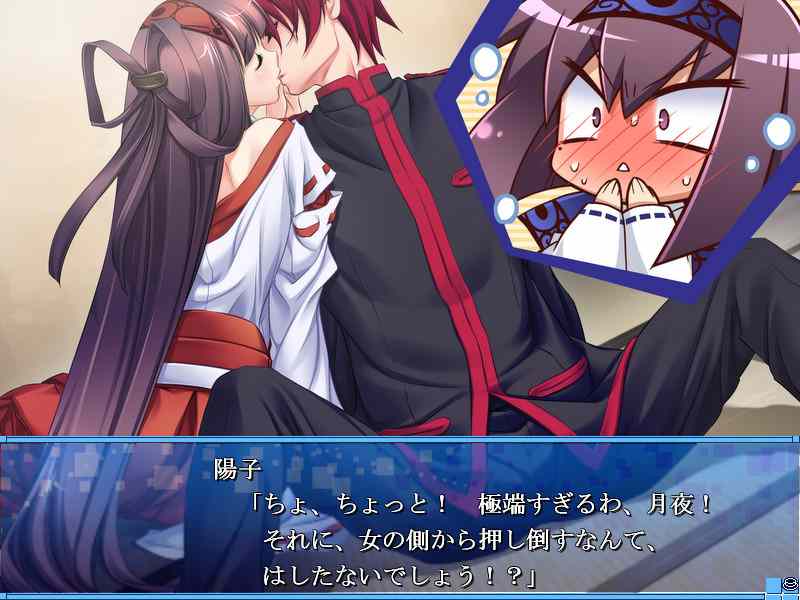 陽子
「ちょ、ちょっと！　極端すぎるわ、月夜！
それに、女の側から押し倒すなんて、
はしたないでしょう！？」